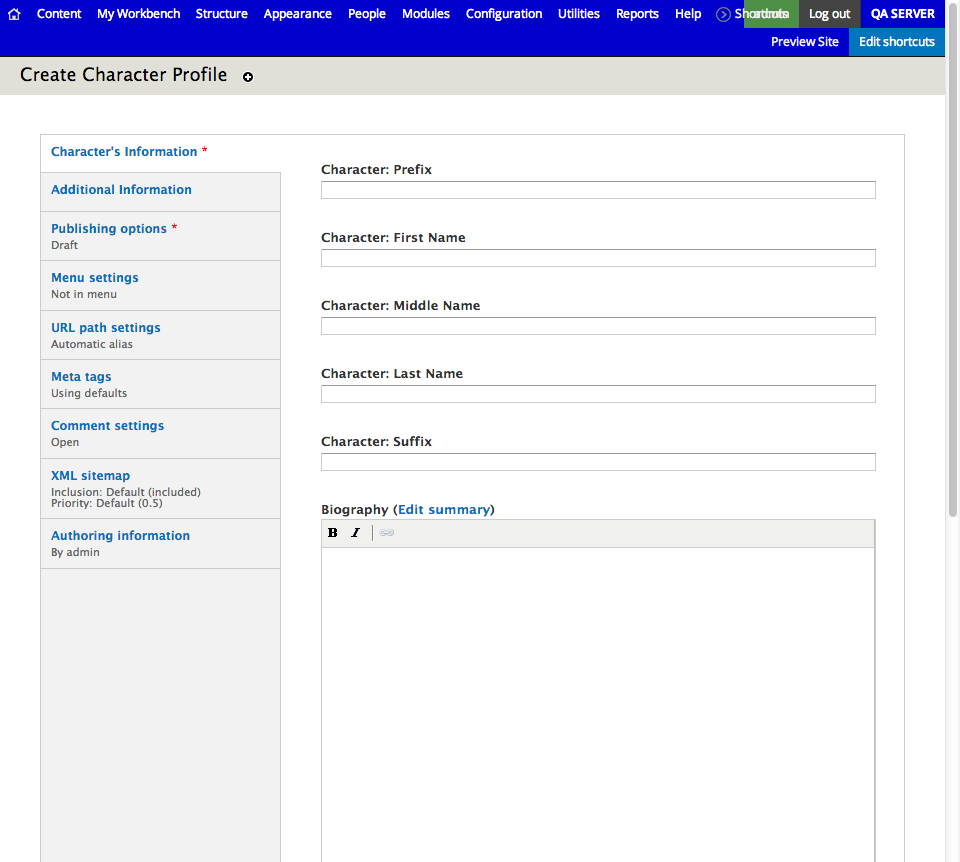 Content My Workbench Structure Appearance People Modules Configuration Utilities Reports Help Shortcuts Log out QA SERVER
Preview Site Edit shortcuts
Create Character Profile
Character's Information *
Additional Information
Publishing options *
Draft
Menu settings
Not in menu
URL path settings
Automatic alias
Meta tags
Using defaults
Comment settings
Open
XML sitemap
Inclusion: Default (included)
Priority: Default (0.5)
Authoring information
By admin
Character: Prefix
Character: First Name
Character: Middle Name
Character: Last Name
Character: Suffix
Biography (Edit summary)
B I